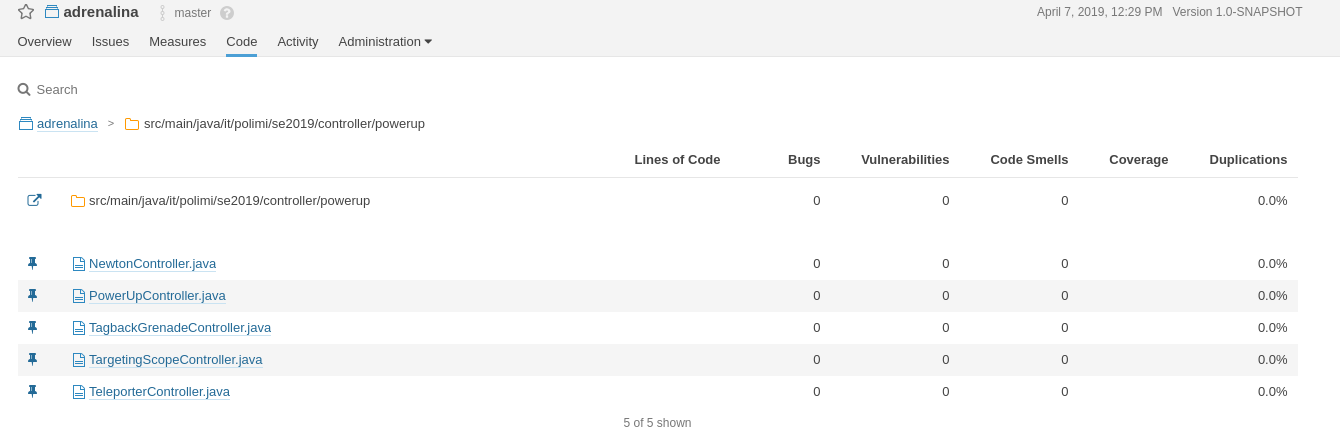 adrenalina master ? April 7, 2019, 12:29 PM Version 1.0-SNAPSHOT
Overview Issues Measures Code Activity Administration
Search
adrenalina > src/main/java/it/polimi/se2019/controller/powerup
Lines of Code Bugs Vulnerabilities Code Smells Coverage Duplications
src/main/java/it/polimi/se2019/controller/powerup 0 0 0 0.0%
NewtonController.java 0 0 0 0.0%
PowerUpController.java 0 0 0 0.0%
TagbackGrenadeController.java 0 0 0 0.0%
TargetingScopeController.java 0 0 0 0.0%
TeleporterController.java 0 0 0 0.0%
5 of 5 shown